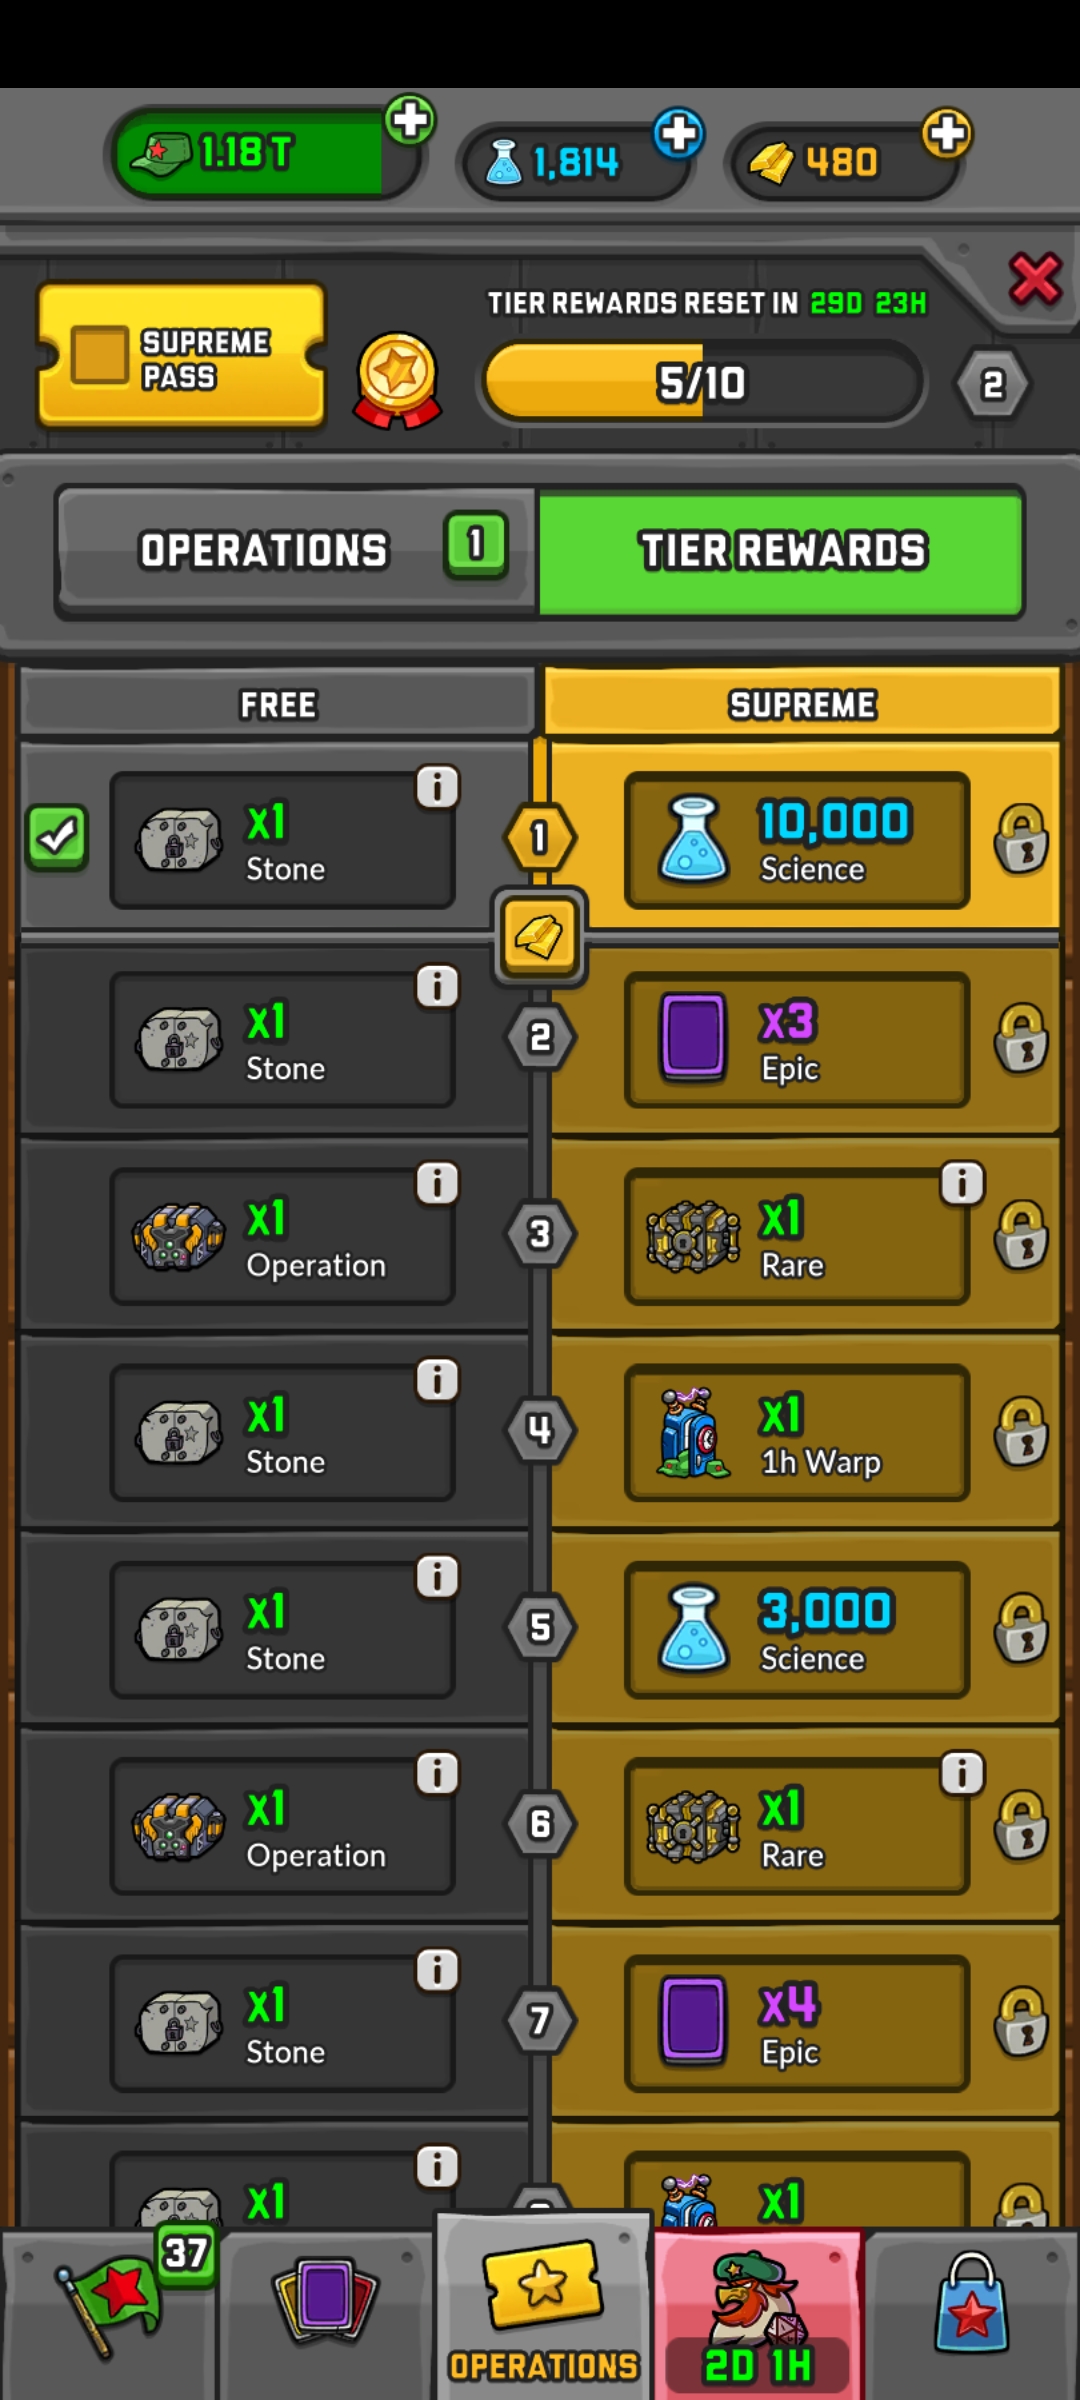 1.18 T
1,814
480
TIER REWARDS RESET IN 29D 23H
SUPREME
PASS
5/10
2
OPERATIONS
1
TIER REWARDS
FREE
SUPREME
x1
Stone
1
10,000
Science
x1
Stone
2
x3
Epic
x1
Operation
3
x1
Rare
x1
Stone
4
x1
1h Warp
x1
Stone
5
3,000
Science
x1
Operation
6
x1
Rare
x1
Stone
7
x4
Epic
x1
x1
37
OPERATIONS
2D 1H